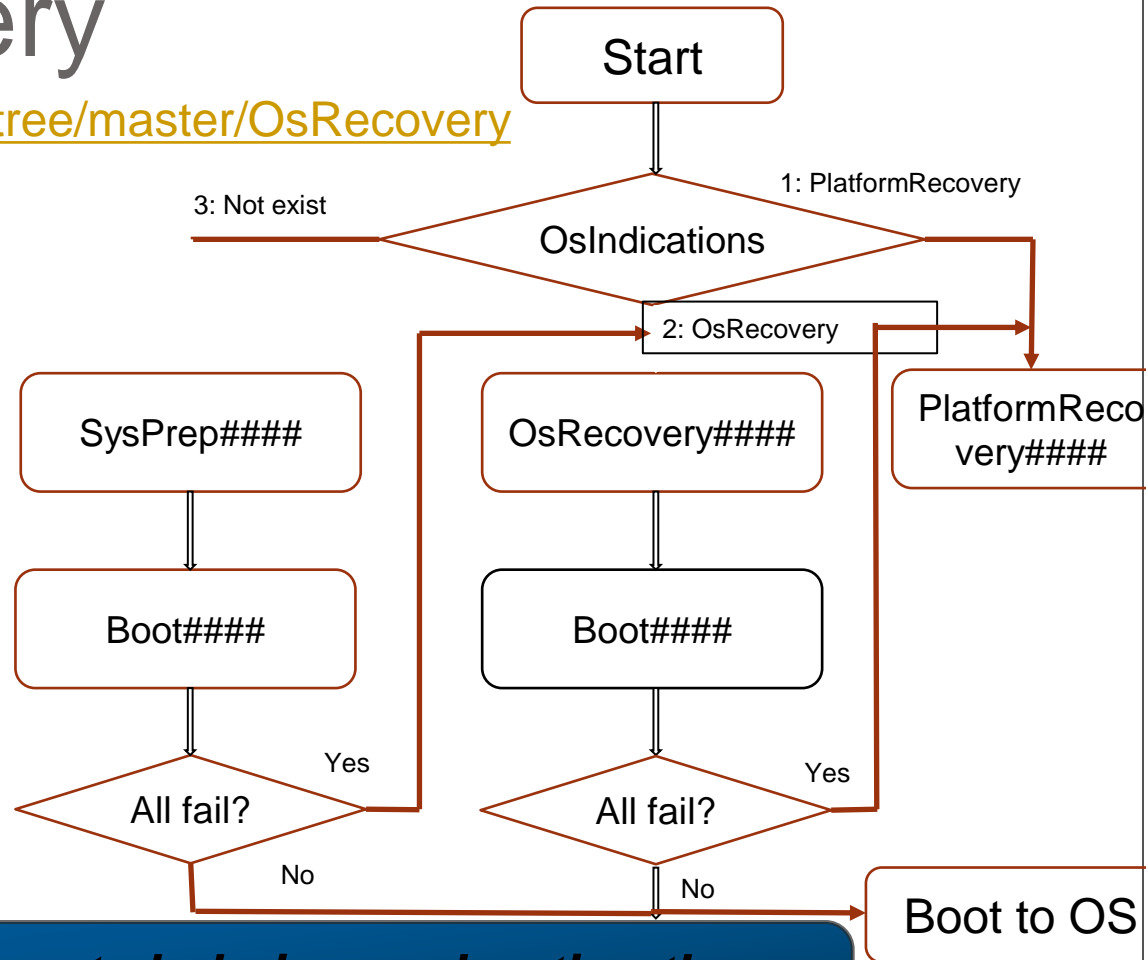 ery
tree/master/OsRecovery
Start
1: PlatformRecovery
3: Not exist
OsIndications
2: OsRecovery
SysPrep####
OsRecovery####
PlatformReco
very####
Boot####
Boot####
Yes
Yes
All fail?
All fail?
No
No
Boot to OS